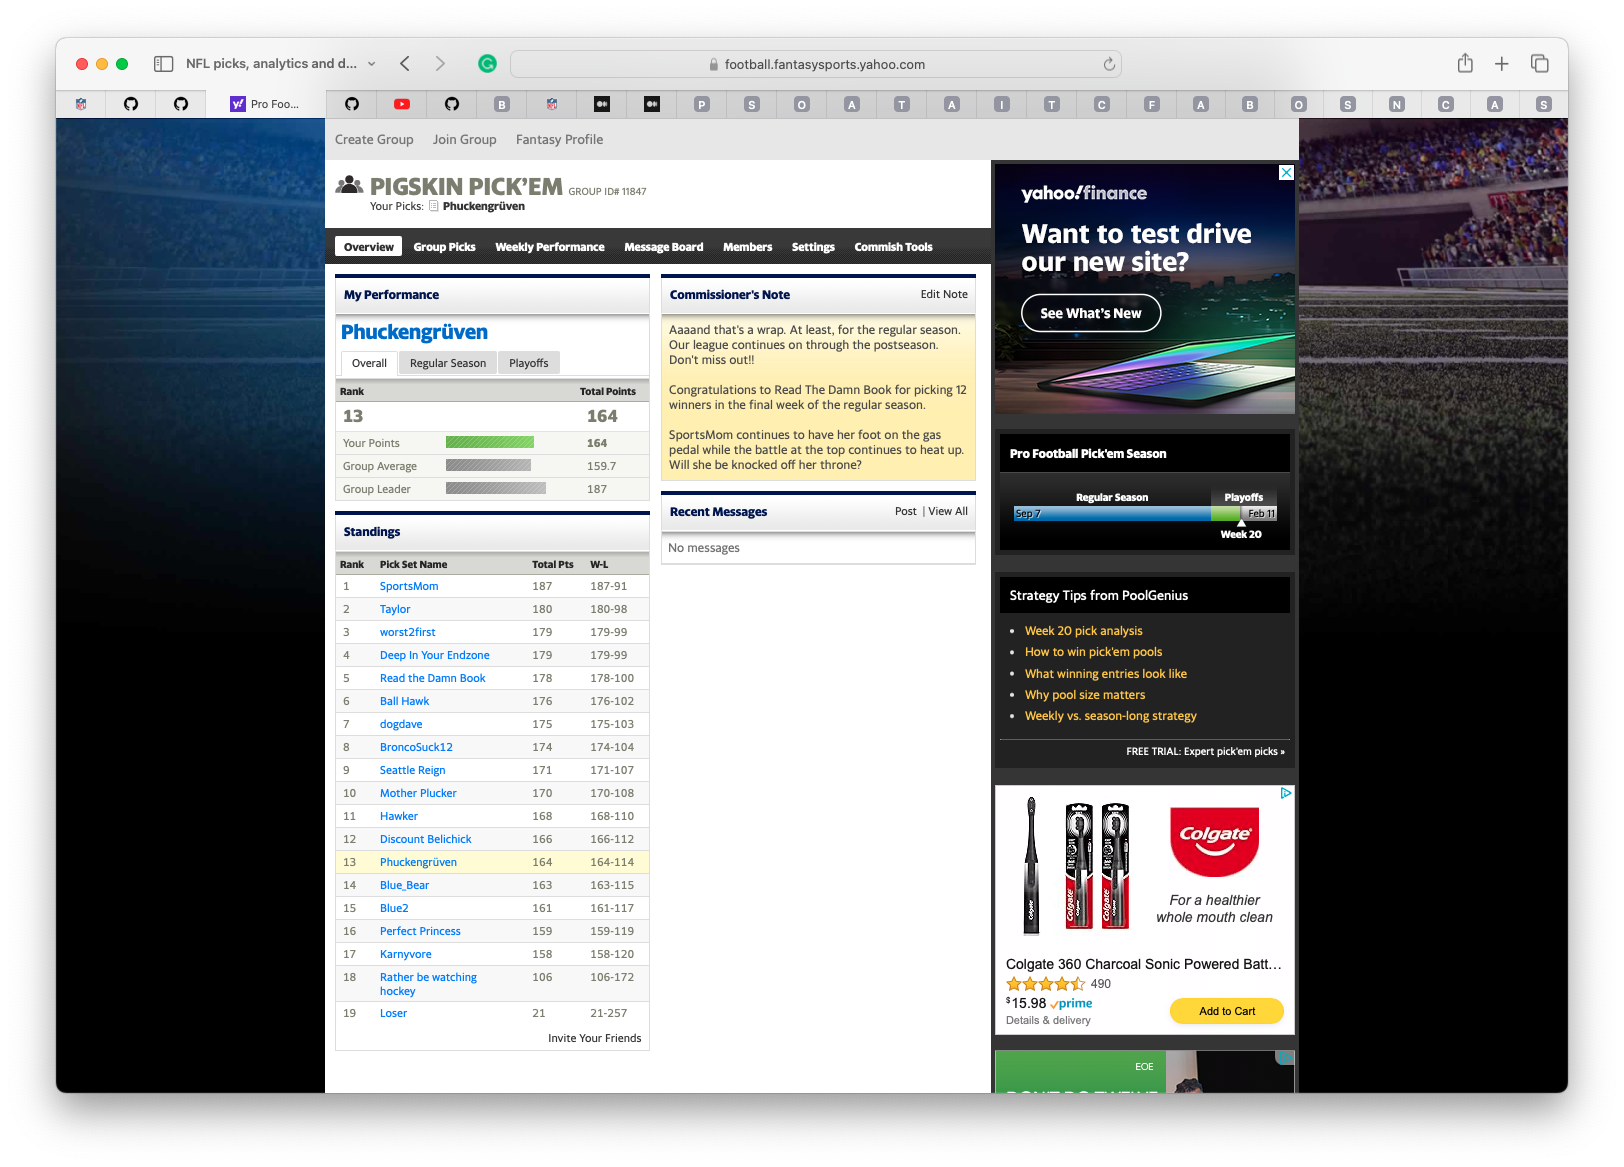 NFL picks, analytics and d...
football.fantasysports.yahoo.com
y! Pro Foo...
B
P S O A T A I T C F A B O S N C A S
Create Group Join Group Fantasy Profile
PIGSKIN PICK'EM GROUP ID# 11847
Your Picks: Phuckengrüven
Overview Group Picks Weekly Performance Message Board Members Settings Commish Tools
My Performance
Phuckengrüven
Overall Regular Season Playoffs
Rank Total Points
13 164
Your Points 164
Group Average 159.7
Group Leader 187
Standings
Rank Pick Set Name Total Pts W-L
1 SportsMom 187 187-91
2 Taylor 180 180-98
3 worst2first 179 179-99
4 Deep In Your Endzone 179 179-99
5 Read the Damn Book 178 178-100
6 Ball Hawk 176 176-102
7 dogdave 175 175-103
8 BroncoSuck12 174 174-104
9 Seattle Reign 171 171-107
10 Mother Plucker 170 170-108
11 Hawker 168 168-110
12 Discount Belichick 166 166-112
13 Phuckengrüven 164 164-114
14 Blue_Bear 163 163-115
15 Blue2 161 161-117
16 Perfect Princess 159 159-119
17 Karnyvore 158 158-120
18 Rather be watching 106 106-172
hockey
19 Loser 21 21-257
Invite Your Friends
Commissioner's Note Edit Note
Aaaand that's a wrap. At least, for the regular season.
Our league continues on through the postseason.
Don't miss out!!
Congratulations to Read The Damn Book for picking 12
winners in the final week of the regular season.
SportsMom continues to have her foot on the gas
pedal while the battle at the top continues to heat up.
Will she be knocked off her throne?
Recent Messages Post | View All
No messages
yahoo!finance
Want to test drive
our new site?
See What's New
Pro Football Pick'em Season
Regular Season Playoffs
Sep 7 Feb 11
Week 20
Strategy Tips from PoolGenius
• Week 20 pick analysis
• How to win pick'em pools
• What winning entries look like
• Why pool size matters
• Weekly vs. season-long strategy
FREE TRIAL: Expert pick'em picks »
Colgate
Colgate
Colgate
Colgate
For a healthier
whole mouth clean
Colgate 360 Charcoal Sonic Powered Batt...
490
$15.98 prime
Details & delivery
Add to Cart
EOE